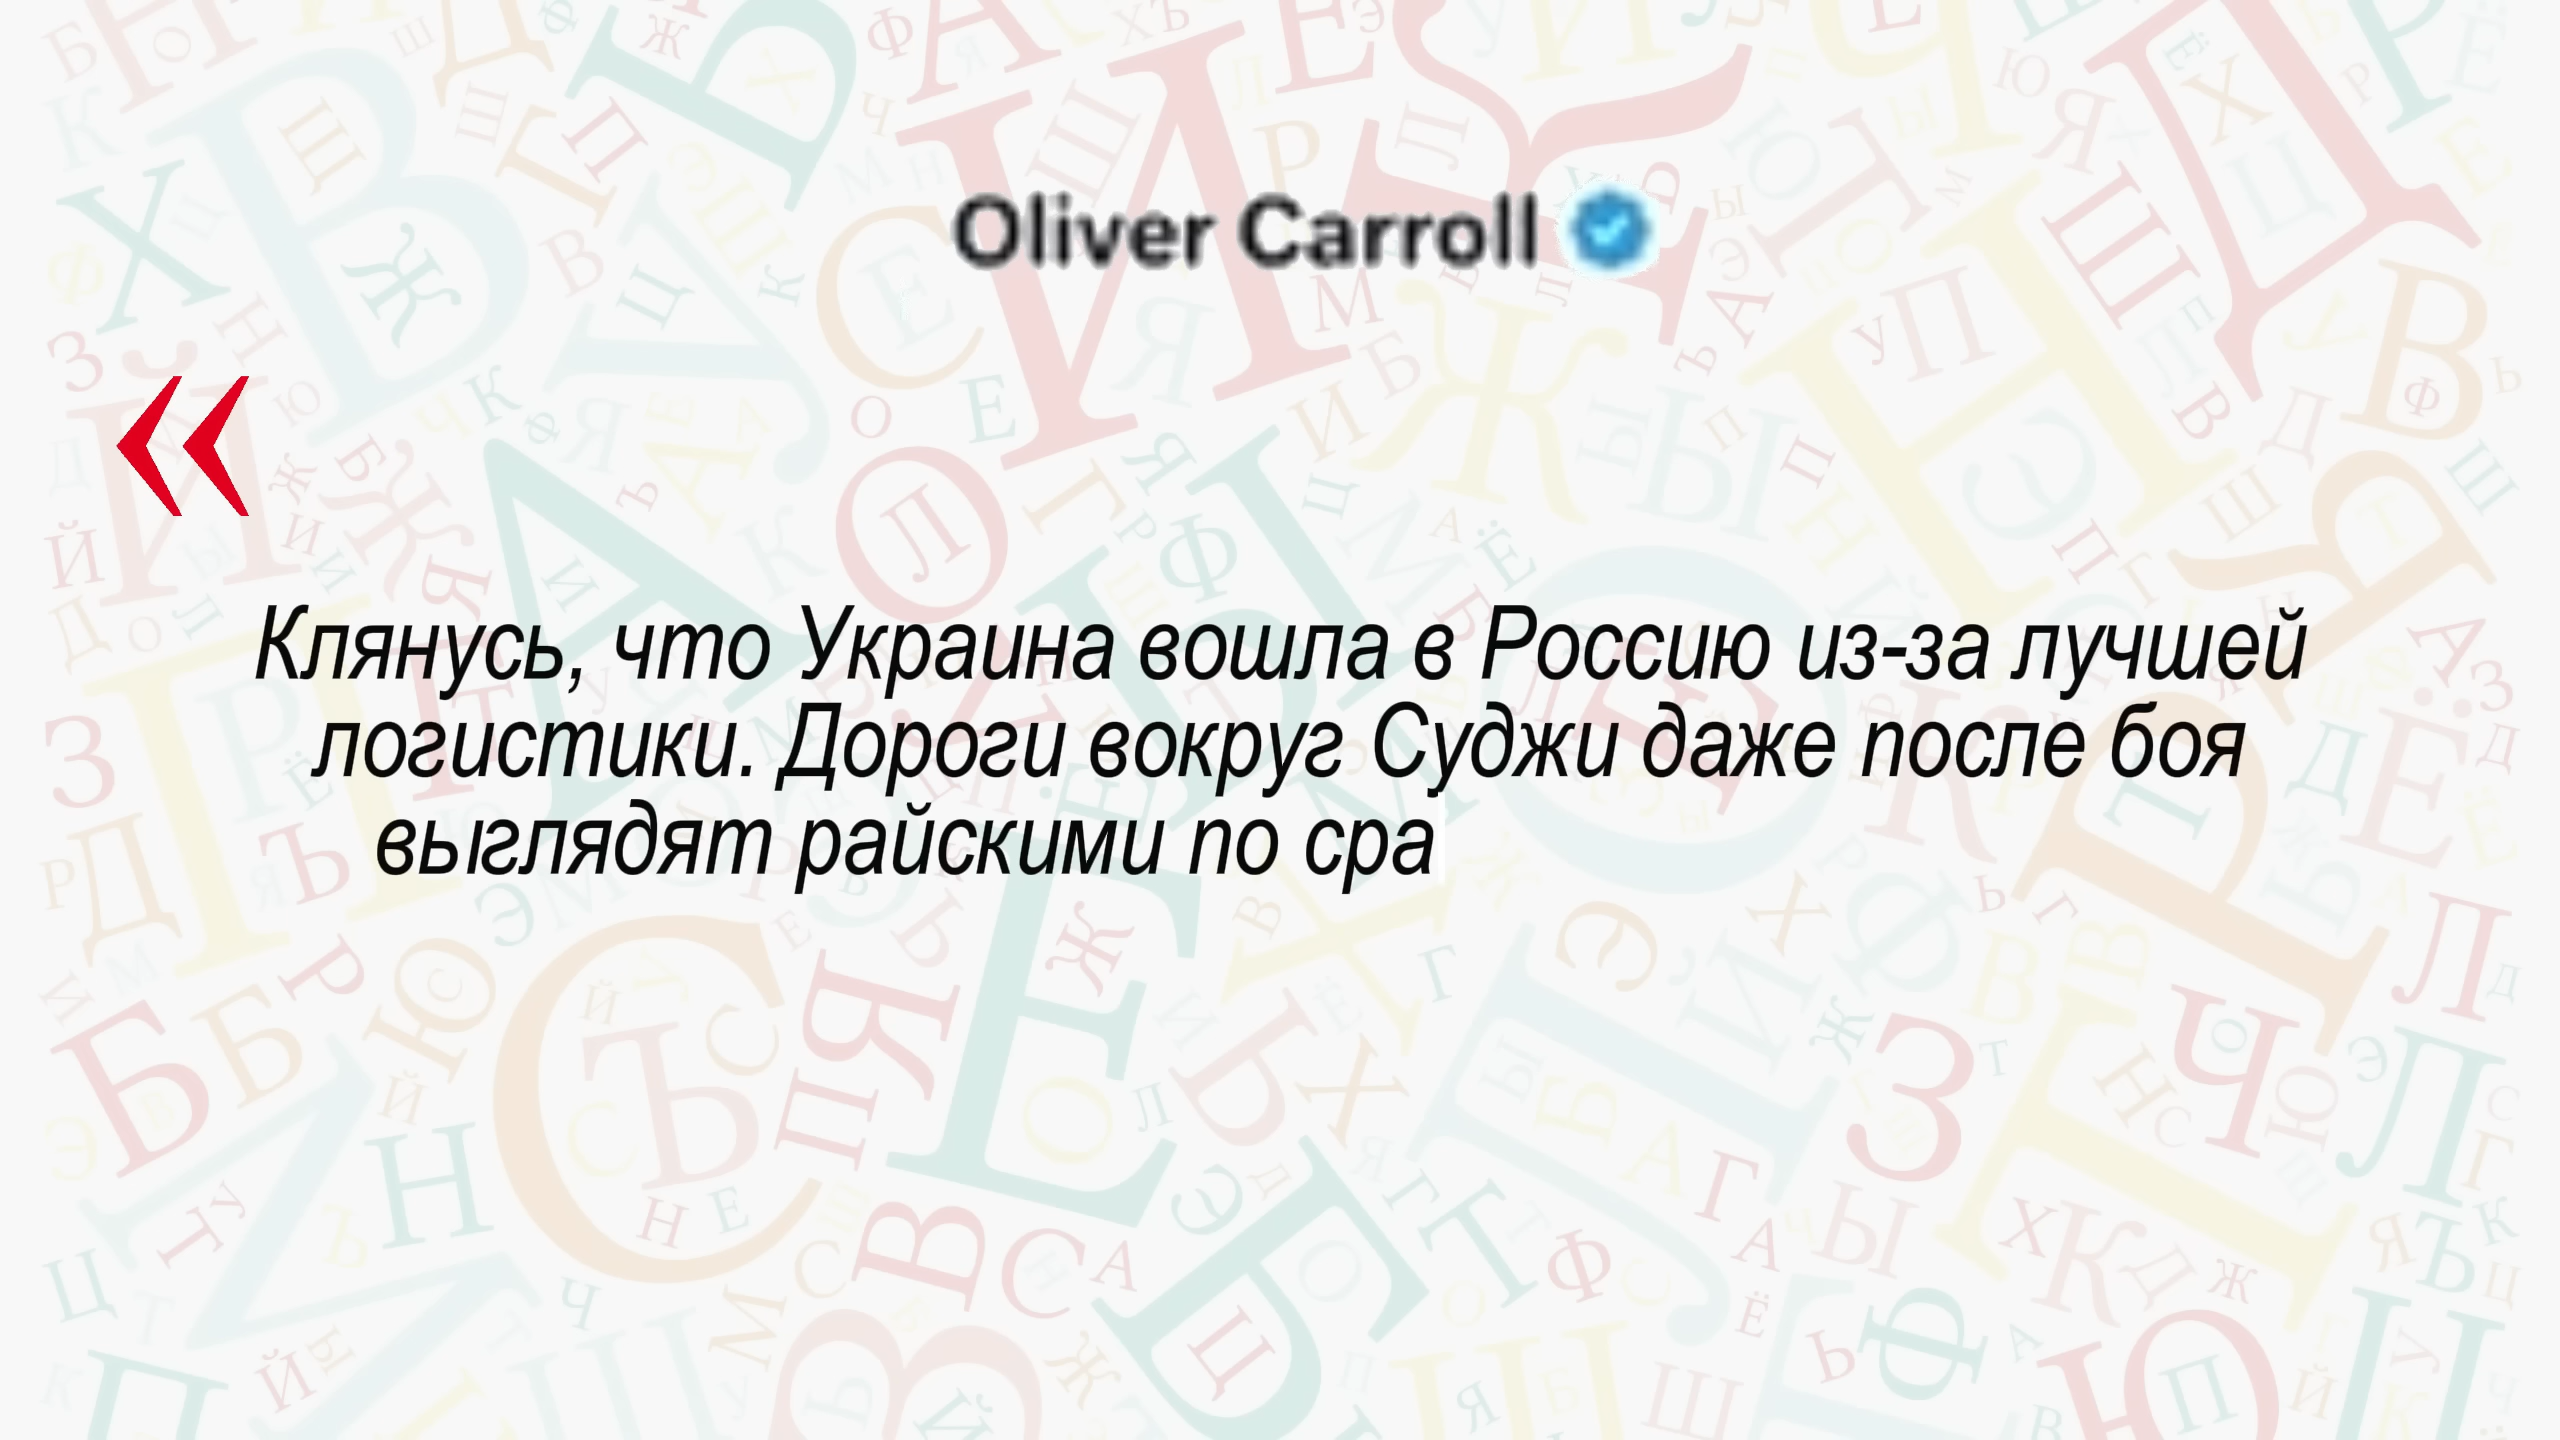 Oliver Carroll
«
Клянусь, что Украина вошла в Россию из-за лучшей
логистики. Дороги вокруг Суджи даже после боя
выглядят райскими по сра